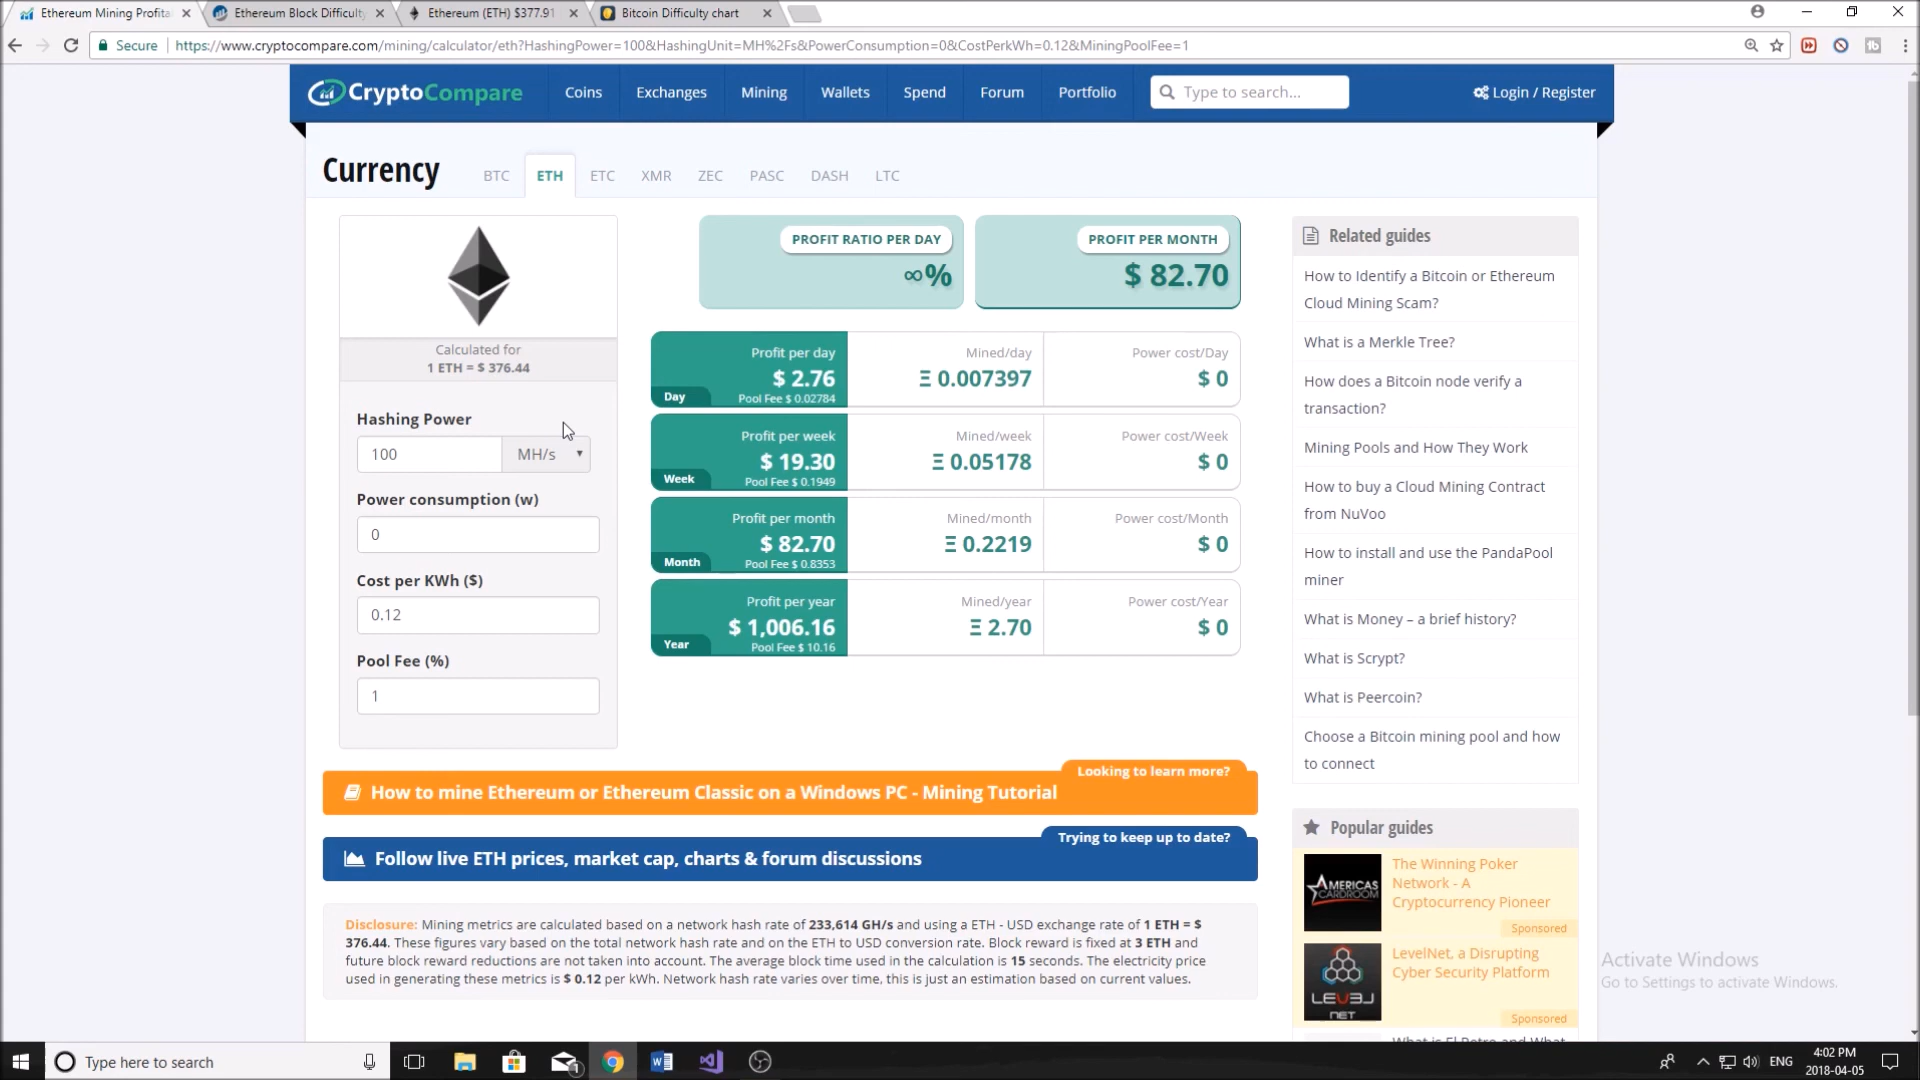 Ethereum Mining Profita
Ethereum Block Difficulty
Ethereum (ETH) $377.91
Bitcoin Difficulty chart
Secure
https://www.cryptocompare.com/mining/calculator/eth?HashingPower=100&HashingUnit=MH%2Fs&PowerConsumption=0&CostPerkWh=0.12&MiningPoolFee=1
CryptoCompare
Coins
Exchanges
Mining
Wallets
Spend
Forum
Portfolio
Type to search...
Login / Register
Currency
BTC
ETH
ETC
XMR
ZEC
PASC
DASH
LTC
Calculated for
1 ETH = $ 376.44
Hashing Power
100
MH/s
Power consumption (w)
0
Cost per KWh ($)
0.12
Pool Fee (%)
1
PROFIT RATIO PER DAY
∞%
PROFIT PER MONTH
$ 82.70
Profit per day
$ 2.76
Pool Fee $ 0.02784
Day
Mined/day
Ξ 0.007397
Power cost/Day
$ 0
Profit per week
$ 19.30
Pool Fee $ 0.1949
Week
Mined/week
Ξ 0.05178
Power cost/Week
$ 0
Profit per month
$ 82.70
Pool Fee $ 0.8353
Month
Mined/month
Ξ 0.2219
Power cost/Month
$ 0
Profit per year
$ 1,006.16
Pool Fee $ 10.16
Year
Mined/year
Ξ 2.70
Power cost/Year
$ 0
Looking to learn more?
How to mine Ethereum or Ethereum Classic on a Windows PC - Mining Tutorial
Trying to keep up to date?
Follow live ETH prices, market cap, charts & forum discussions
Disclosure: Mining metrics are calculated based on a network hash rate of 233,614 GH/s and using a ETH - USD exchange rate of 1 ETH = $
376.44. These figures vary based on the total network hash rate and on the ETH to USD conversion rate. Block reward is fixed at 3 ETH and
future block reward reductions are not taken into account. The average block time used in the calculation is 15 seconds. The electricity price
used in generating these metrics is $ 0.12 per kWh. Network hash rate varies over time, this is just an estimation based on current values.
Related guides
How to Identify a Bitcoin or Ethereum
Cloud Mining Scam?
What is a Merkle Tree?
How does a Bitcoin node verify a
transaction?
Mining Pools and How They Work
How to buy a Cloud Mining Contract
from NuVoo
How to install and use the PandaPool
miner
What is Money – a brief history?
What is Scrypt?
What is Peercoin?
Choose a Bitcoin mining pool and how
to connect
Popular guides
AMERICAS
CARDROOM
The Winning Poker
Network - A
Cryptocurrency Pioneer
Sponsored
LEVEL
NET
LevelNet, a Disrupting
Cyber Security Platform
Sponsored
Activate Windows
Go to Settings to activate Windows.
Type here to search
1
ENG
4:02 PM
2018-04-05